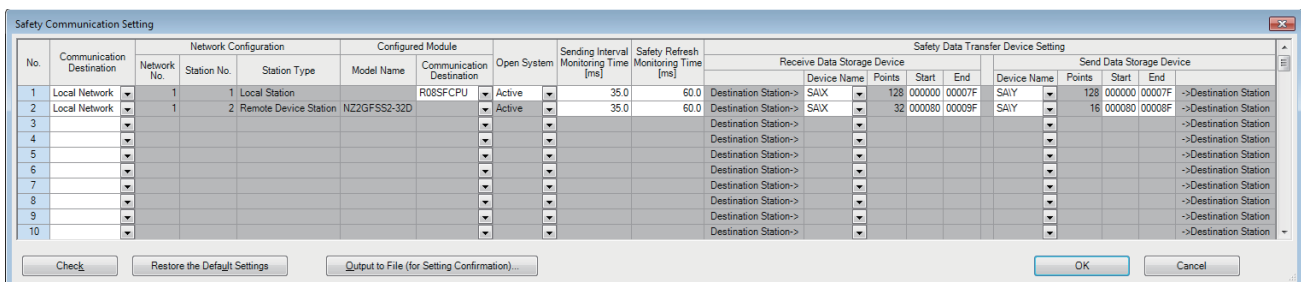 Safety Communication Setting
No. Communication Destination Network Configuration Configured Module Open System Sending Interval Monitoring Time [ms] Safety Refresh Monitoring Time [ms] Safety Data Transfer Device Setting
Network No. Station No. Station Type Model Name Communication Destination Receive Data Storage Device Send Data Storage Device
Device Name Points Start End Device Name Points Start End
1 Local Network 1 1 Local Station R08SFCPU Active 35.0 60.0 Destination Station-> SA\X 128 000000 00007F SA\Y 128 000000 00007F ->Destination Station
2 Local Network 1 2 Remote Device Station NZ2GFSS2-32D Active 35.0 60.0 Destination Station-> SA\X 32 000080 00009F SA\Y 16 000080 00008F ->Destination Station
3 Destination Station-> ->Destination Station
4 Destination Station-> ->Destination Station
5 Destination Station-> ->Destination Station
6 Destination Station-> ->Destination Station
7 Destination Station-> ->Destination Station
8 Destination Station-> ->Destination Station
9 Destination Station-> ->Destination Station
10 Destination Station-> ->Destination Station
Check Restore the Default Settings Output to File (for Setting Confirmation)... OK Cancel